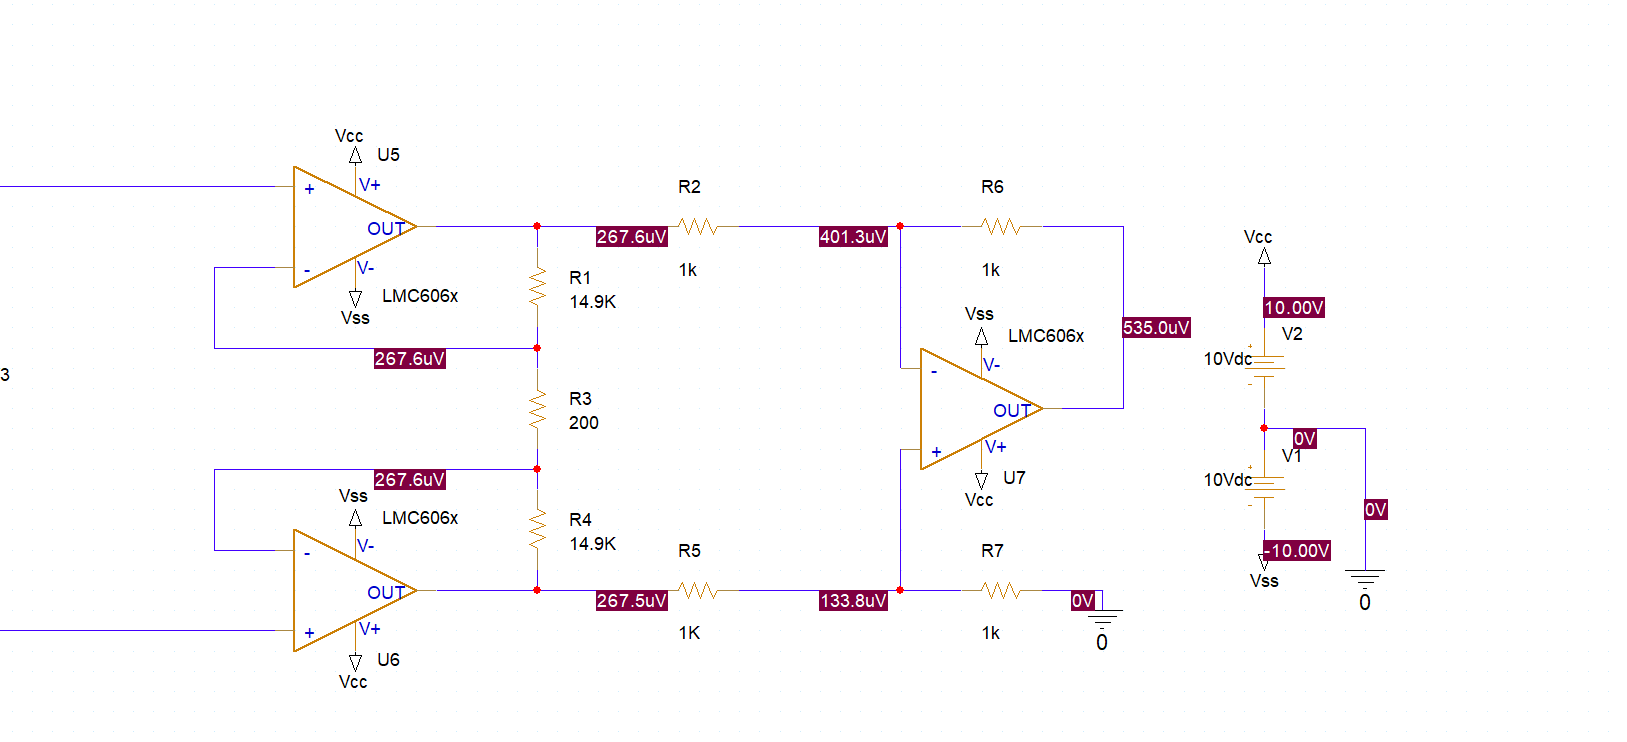 Vcc
U5
+
V+
OUT
-
V-
LMC606x
Vss
267.6uV
R1
14.9K
R2
267.6uV
1k
401.3uV
R6
1k
3
R3
200
267.6uV
Vss
LMC606x
-
V-
OUT
+
V+
U6
Vcc
R4
14.9K
R5
267.5uV
1K
133.8uV
R7
1k
0V
0
Vss
LMC606x
-
V-
OUT
+
V+
U7
Vcc
535.0uV
Vcc
10.00V
V2
+
10Vdc
-
0V
V1
+
10Vdc
-
0V
-10.00V
Vss
0